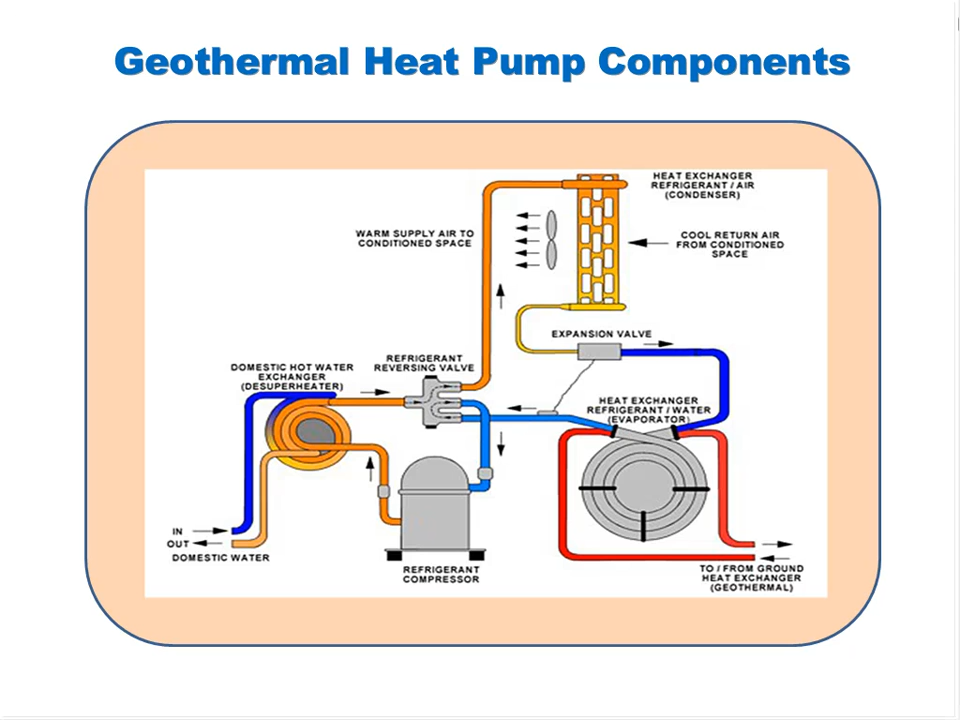 Geothermal Heat Pump Components
HEAT EXCHANGER
REFRIGERANT / AIR
(CONDENSER)
WARM SUPPLY AIR TO
CONDITIONED SPACE
COOL RETURN AIR
FROM CONDITIONED
SPACE
EXPANSION VALVE
REFRIGERANT
REVERSING VALVE
DOMESTIC HOT WATER
EXCHANGER
(DESUPERHEATER)
HEAT EXCHANGER
REFRIGERANT / WATER
(EVAPORATOR)
IN
OUT
DOMESTIC WATER
REFRIGERANT
COMPRESSOR
TO / FROM GROUND
HEAT EXCHANGER
(GEOTHERMAL)